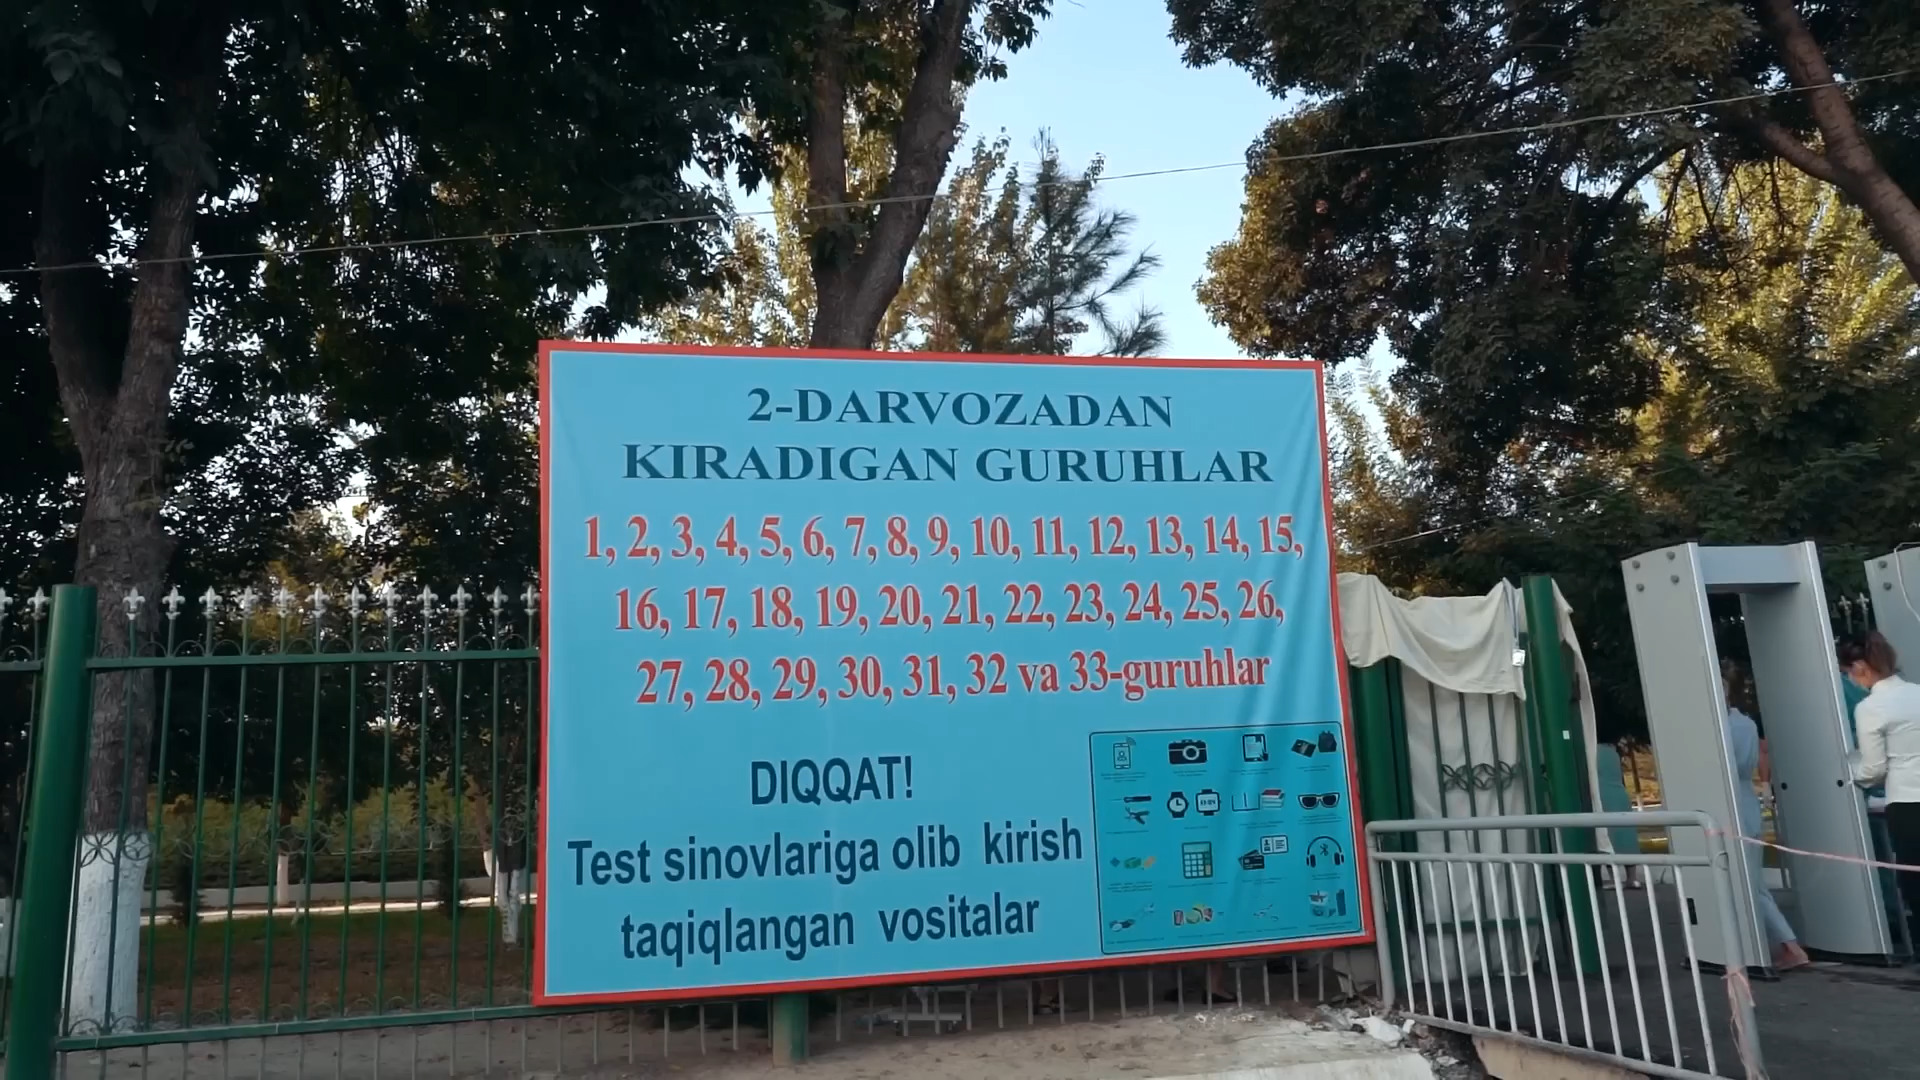 2-DARVOZADAN
KIRADIGAN GURUHLAR
1, 2, 3, 4, 5, 6, 7, 8, 9, 10, 11, 12, 13, 14, 15,
16, 17, 18, 19, 20, 21, 22, 23, 24, 25, 26,
27, 28, 29, 30, 31, 32 va 33-guruhlar
DIQQAT!
Test sinovlariga olib kirish
taqiqlangan vositalar